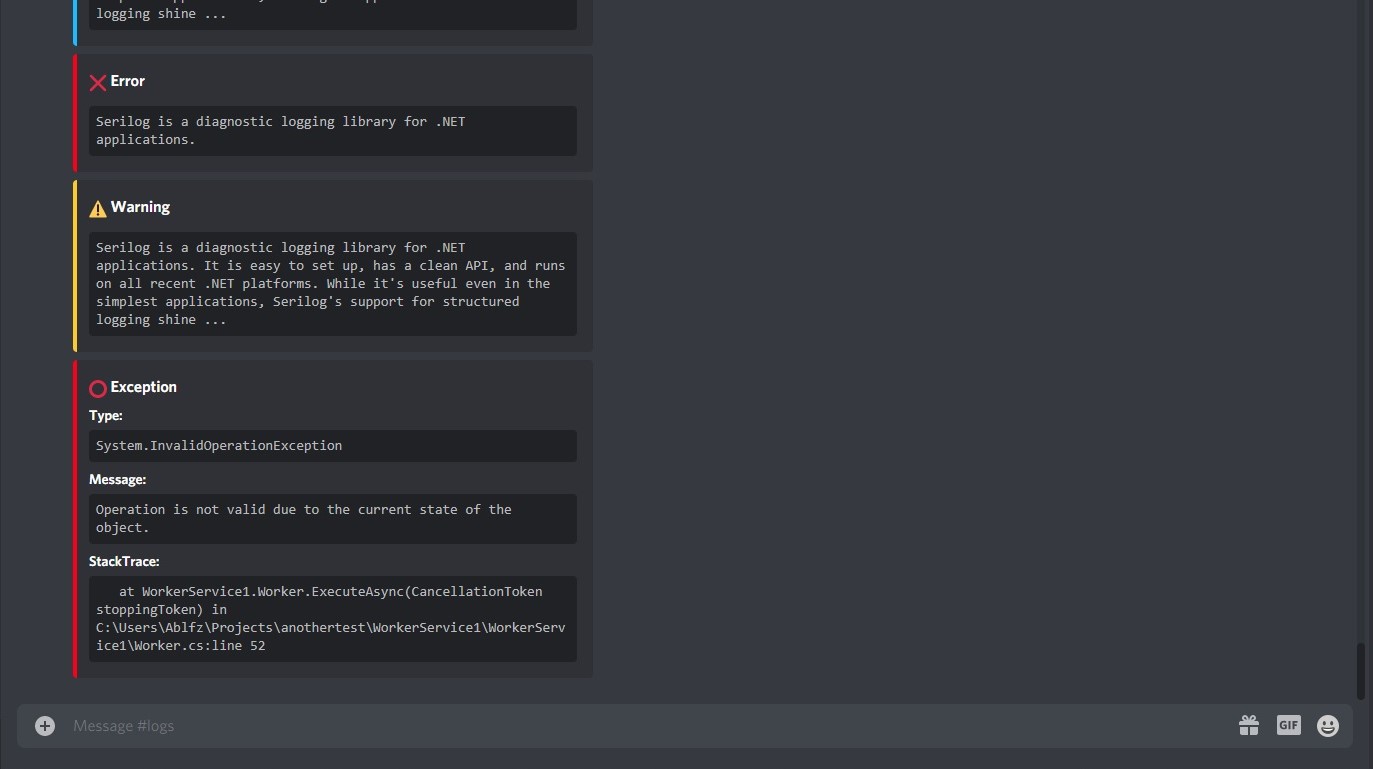 logging shine ...
Error
Serilog is a diagnostic logging library for .NET
applications.
Warning
Serilog is a diagnostic logging library for .NET
applications. It is easy to set up, has a clean API, and runs
on all recent .NET platforms. While it's useful even in the
simplest applications, Serilog's support for structured
logging shine ...
Exception
Type:
System.InvalidOperationException
Message:
Operation is not valid due to the current state of the
object.
StackTrace:
at WorkerService1.Worker.ExecuteAsync(CancellationToken
stoppingToken) in
C:\Users\Ablfz\Projects\anothertest\WorkerService1\WorkerServ
ice1\Worker.cs:line 52
Message #logs
GIF